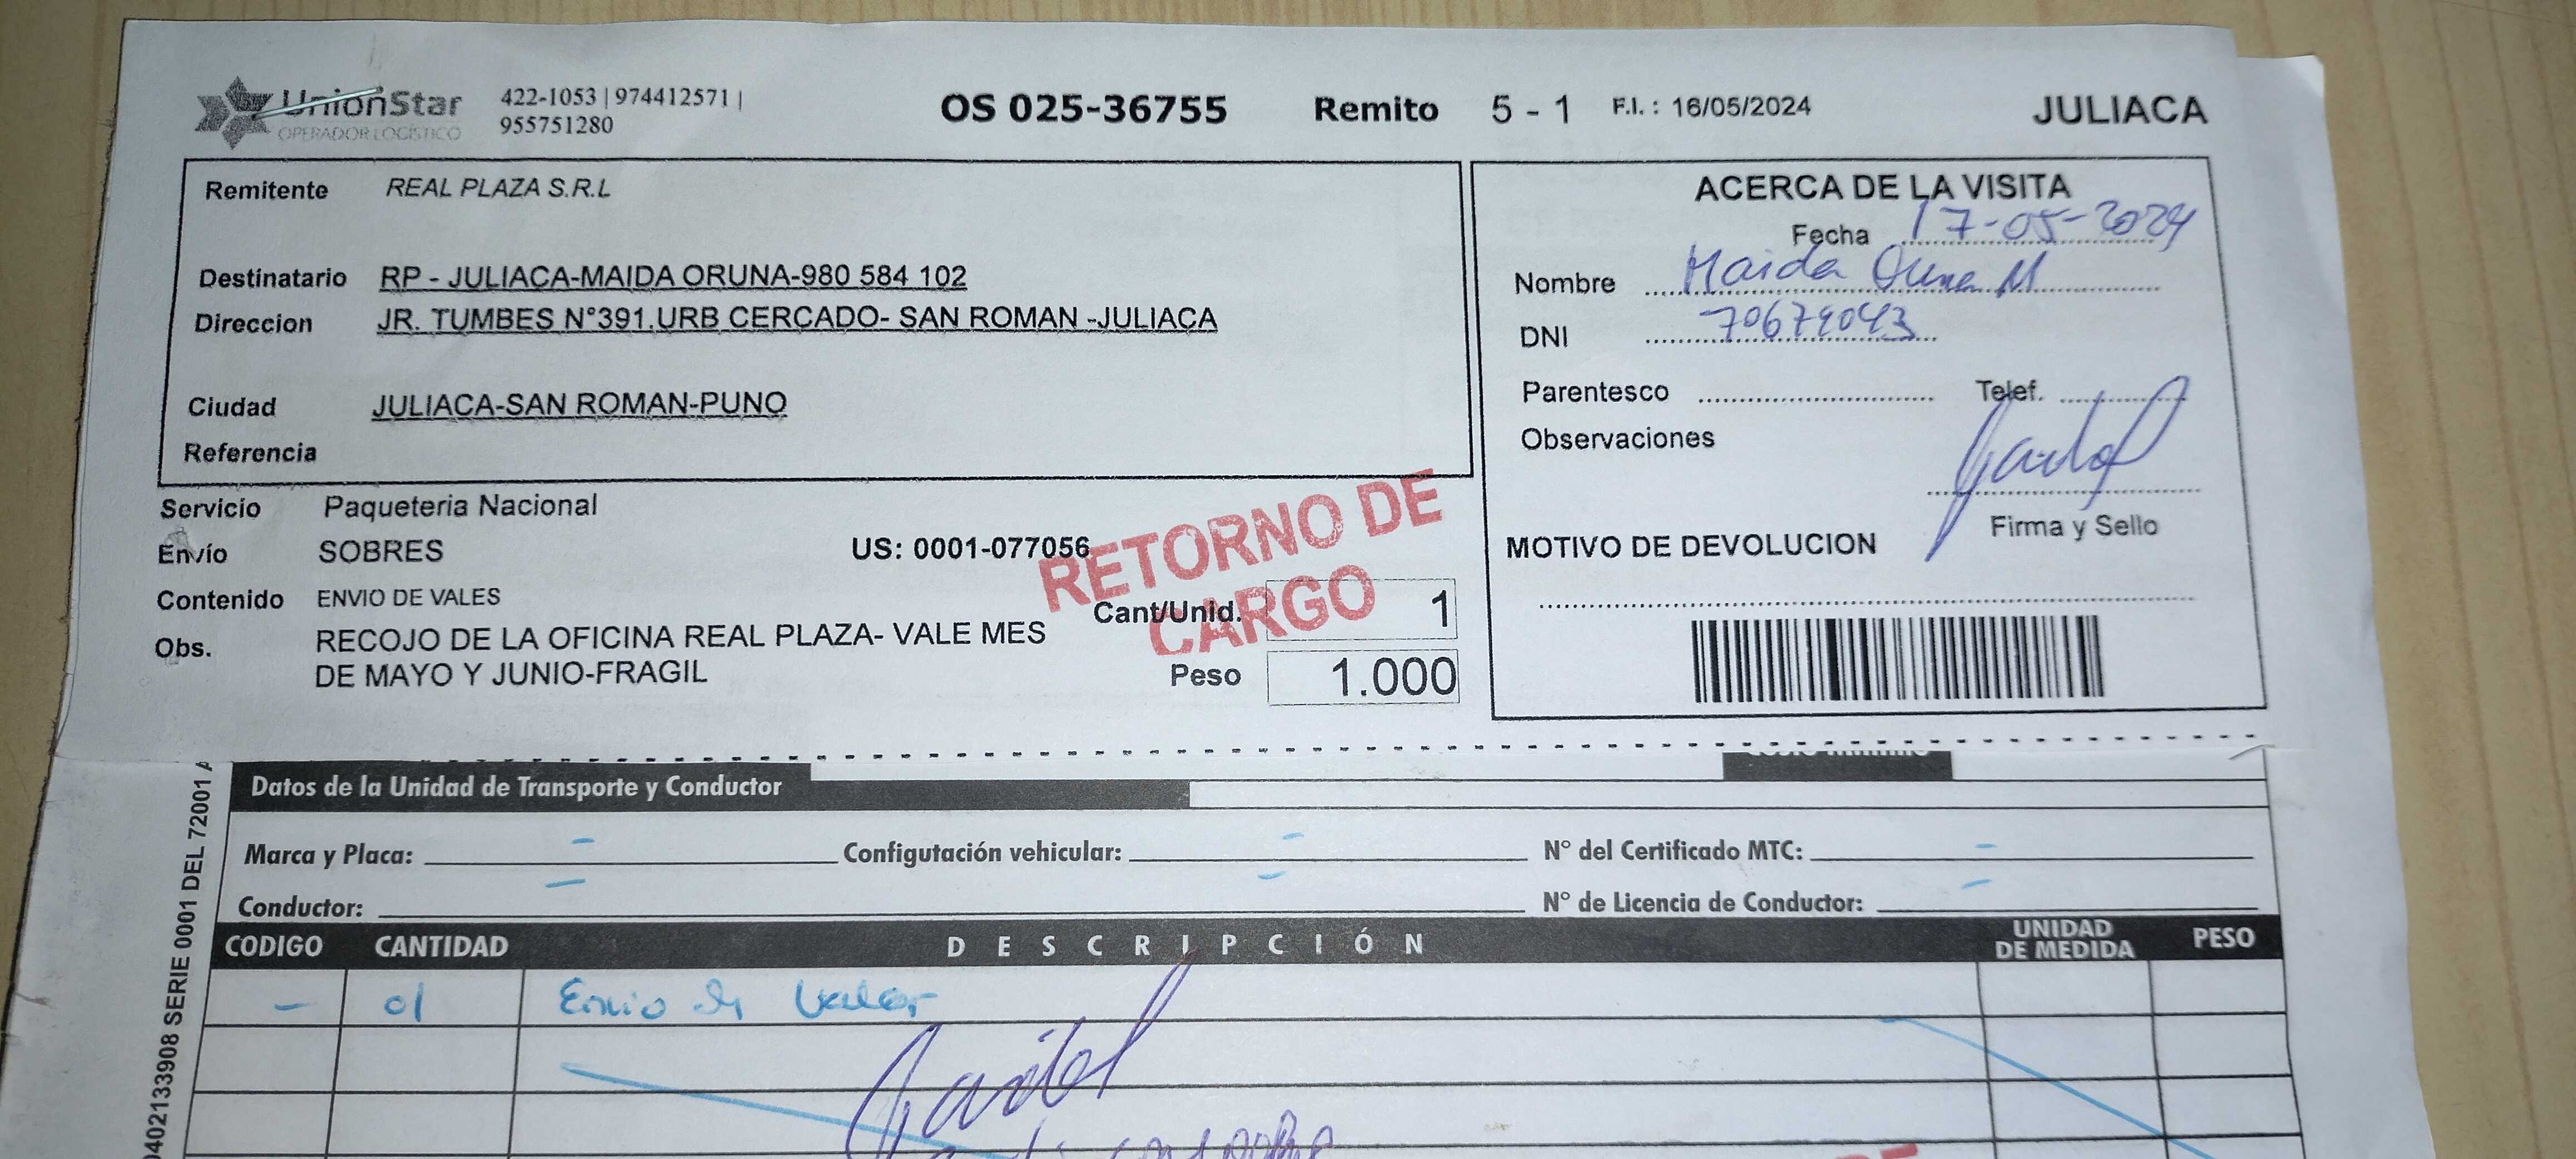 UnionStar
OPERADOR LOGÍSTICO
422-1053 | 974412571 |
955751280
OS 025-36755 Remito 5 - 1 F.I. : 16/05/2024 JULIACA
Remitente REAL PLAZA S.R.L
Destinatario RP - JULIACA-MAIDA ORUNA-980 584 102
Direccion JR. TUMBES N°391.URB CERCADO- SAN ROMAN -JULIACA
Ciudad JULIACA-SAN ROMAN-PUNO
Referencia
ACERCA DE LA VISITA
Fecha 17-05-2024
Nombre Maida Oruna M
DNI
Parentesco Telef.
Observaciones
Firma y Sello
MOTIVO DE DEVOLUCION
Servicio Paqueteria Nacional
Envío SOBRES US: 0001-077056
Contenido ENVIO DE VALES
Obs. RECOJO DE LA OFICINA REAL PLAZA- VALE MES
DE MAYO Y JUNIO-FRAGIL
Cant/Unid. 1
Peso 1.000
RETORNO DE
CARGO
Datos de la Unidad de Transporte y Conductor
Marca y Placa: - Configutación vehicular: - N° del Certificado MTC: -
Conductor: - - N° de Licencia de Conductor: -
CODIGO CANTIDAD DESCRIPCIÓN UNIDAD DE MEDIDA PESO
- 01 Envio de Valor
0402133908 SERIE 0001 DEL 72001 A